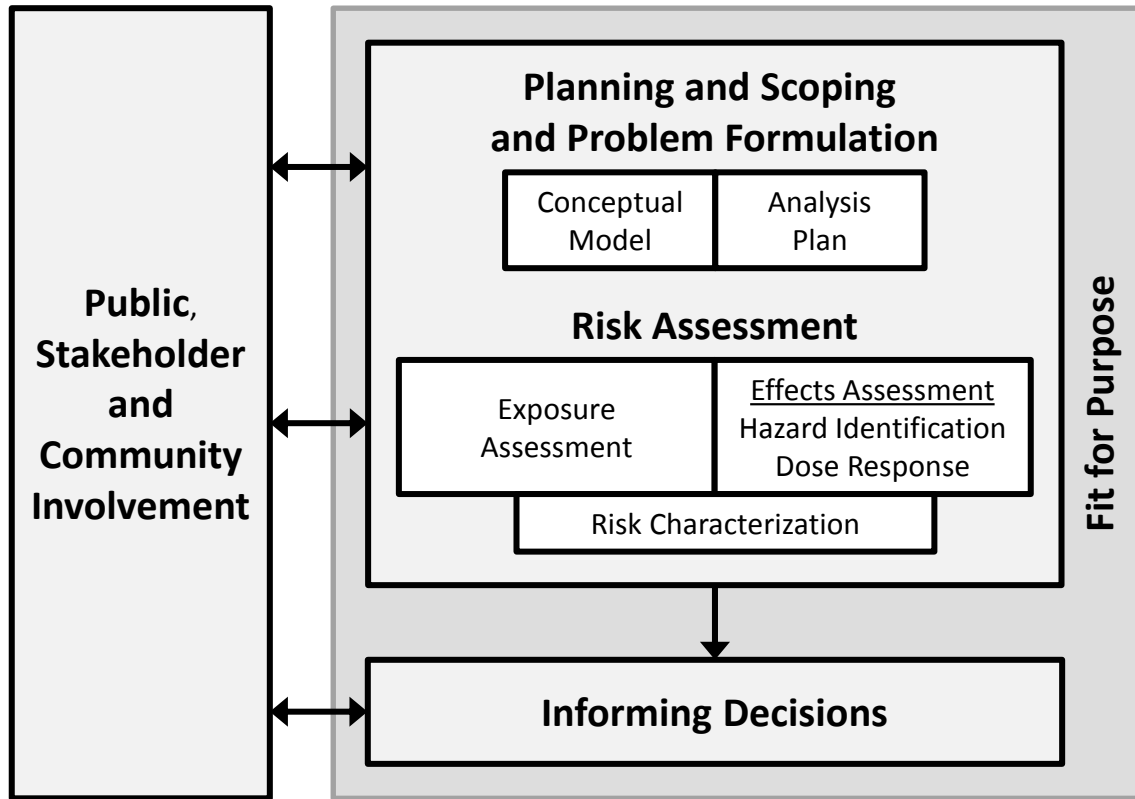 Public,
Stakeholder
and
Community
Involvement
Planning and Scoping
and Problem Formulation
Conceptual
Model
Analysis
Plan
Risk Assessment
Exposure
Assessment
Effects Assessment
Hazard Identification
Dose Response
Risk Characterization
Informing Decisions
Fit for Purpose